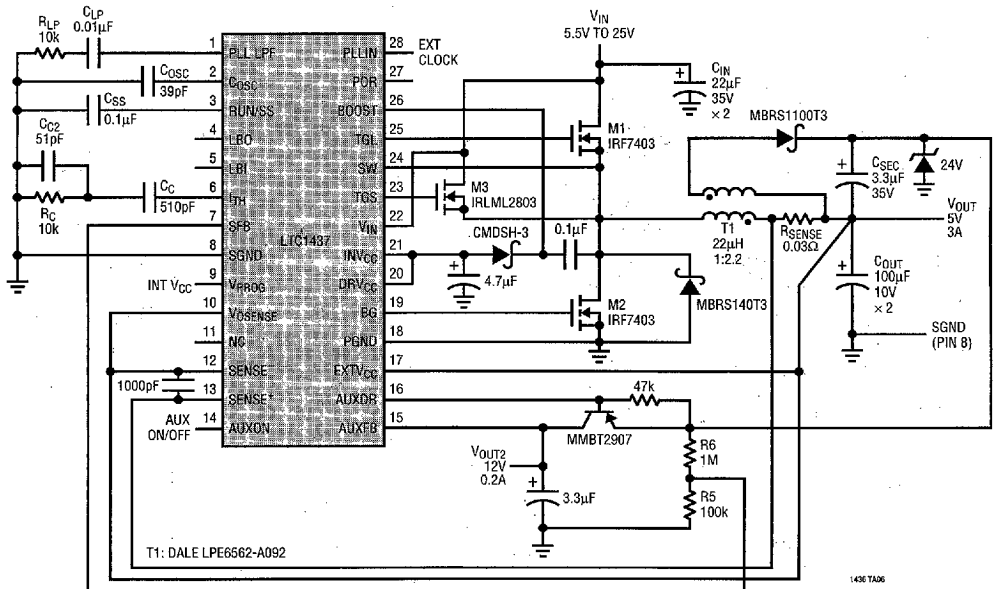 RLP
10k
CLP
0.01µF
COSC
39pF
CSS
0.1µF
CC2
51pF
RC
10k
CC
510pF
INT VCC
1000pF
AUX
ON/OFF
1 PLL LPF
2 COSC
3 RUN/SS
4 LBO
5 LBI
6 ITH
7 SFB
8 SGND
9 VPROG
10 VOSENSE
11 NC
12 SENSE–
13 SENSE+
14 AUXON
LTC1437
PLLIN 28
POR 27
BOOST 26
TGL 25
SW 24
TGS 23
VIN 22
INVCC 21
DRVCC 20
BG 19
PGND 18
EXTVCC 17
AUXDR 16
AUXFB 15
EXT
CLOCK
VIN
5.5V TO 25V
+ CIN
22µF
35V
× 2
M1
IRF7403
M3
IRLML2803
CMDSH-3
0.1µF
+
4.7µF
M2
IRF7403
MBRS140T3
MBRS1100T3
+ CSEC
3.3µF
35V
24V
T1
22µH
1:2.2
RSENSE
0.03Ω
VOUT
5V
3A
+ COUT
100µF
10V
× 2
SGND
(PIN 8)
47k
MMBT2907
R6
1M
R5
100k
VOUT2
12V
0.2A
+
3.3µF
T1: DALE LPE6562-A092
1436 TA06